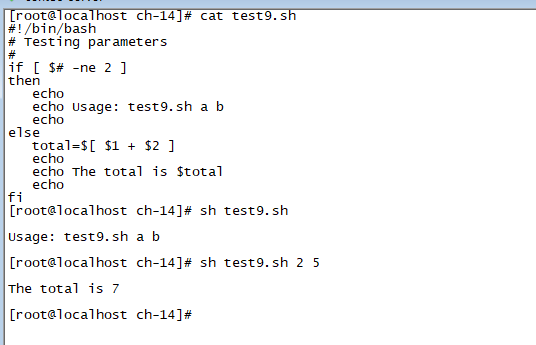 [root@localhost ch-14]# cat test9.sh
#!/bin/bash
# Testing parameters
#
if [ $# -ne 2 ]
then
   echo
   echo Usage: test9.sh a b
   echo
else
   total=$[ $1 + $2 ]
   echo
   echo The total is $total
   echo
fi
[root@localhost ch-14]# sh test9.sh

Usage: test9.sh a b

[root@localhost ch-14]# sh test9.sh 2 5

The total is 7

[root@localhost ch-14]#